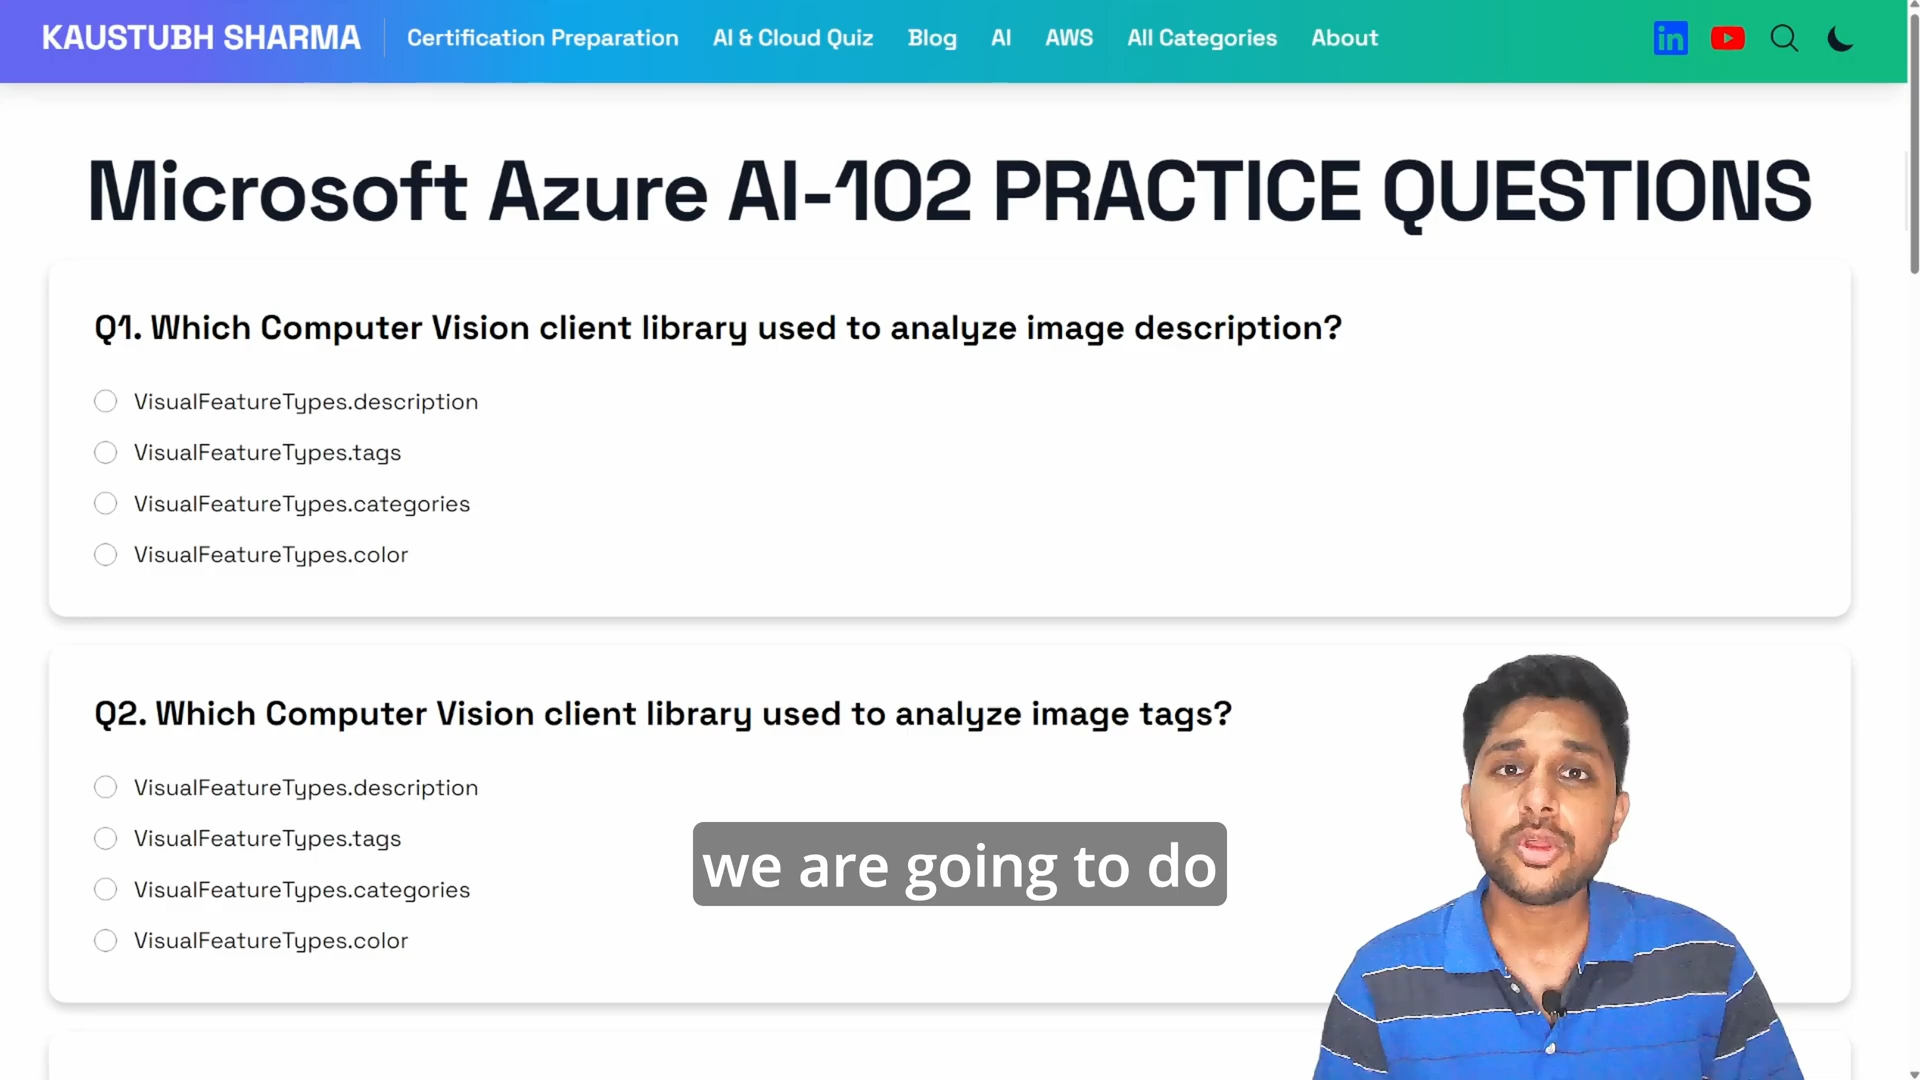 KAUSTUBH SHARMA Certification Preparation AI & Cloud Quiz Blog AI AWS All Categories About
Microsoft Azure AI-102 PRACTICE QUESTIONS
Q1. Which Computer Vision client library used to analyze image description?
VisualFeatureTypes.description
VisualFeatureTypes.tags
VisualFeatureTypes.categories
VisualFeatureTypes.color
Q2. Which Computer Vision client library used to analyze image tags?
VisualFeatureTypes.description
VisualFeatureTypes.tags
VisualFeatureTypes.categories
VisualFeatureTypes.color
we are going to do